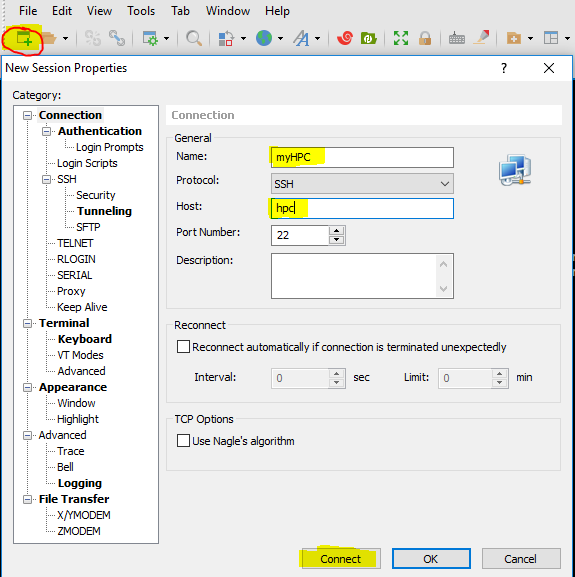 File Edit View Tools Tab Window Help
New Session Properties ? ×
Category:
Connection
Authentication
Login Prompts
Login Scripts
SSH
Security
Tunneling
SFTP
TELNET
RLOGIN
SERIAL
Proxy
Keep Alive
Terminal
Keyboard
VT Modes
Advanced
Appearance
Window
Highlight
Advanced
Trace
Bell
Logging
File Transfer
X/YMODEM
ZMODEM
Connection
General
Name: myHPC
Protocol: SSH
Host: hpc
Port Number: 22
Description:
Reconnect
Reconnect automatically if connection is terminated unexpectedly
Interval: 0 sec Limit: 0 min
TCP Options
Use Nagle's algorithm
Connect OK Cancel